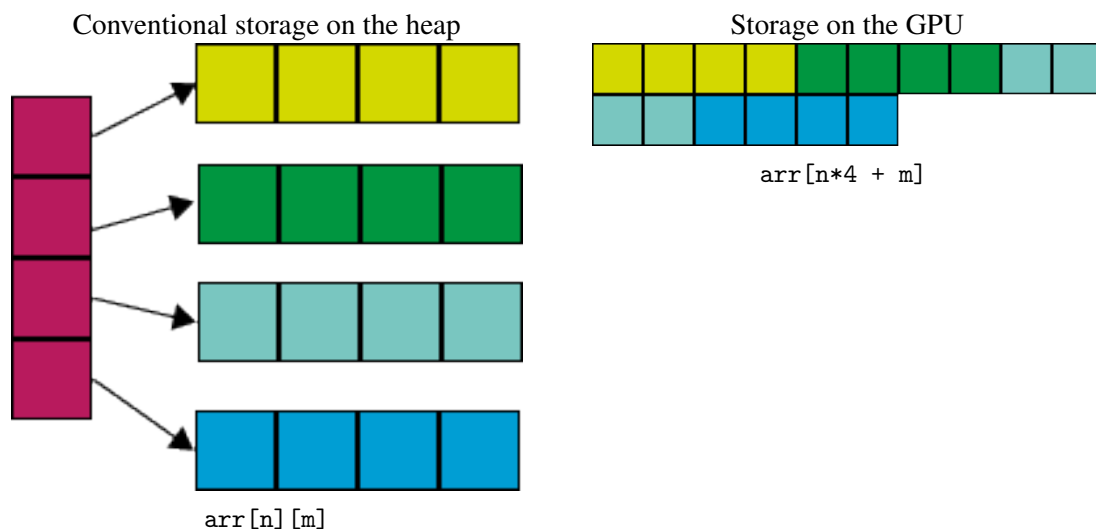 Conventional storage on the heap
arr[n][m]
Storage on the GPU
arr[n*4 + m]